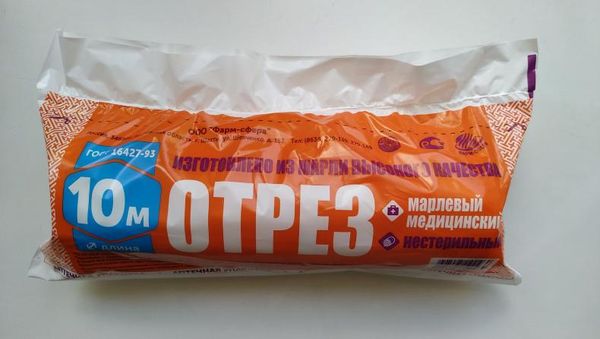 ООО "Фарм-сфера"
ГОСТ 16427-93
ИЗГОТОВЛЕНО ИЗ МАРЛИ ВЫСОКОГО КАЧЕСТВА
10м
длина
ОТРЕЗ
марлевый
медицинский
нестерильный